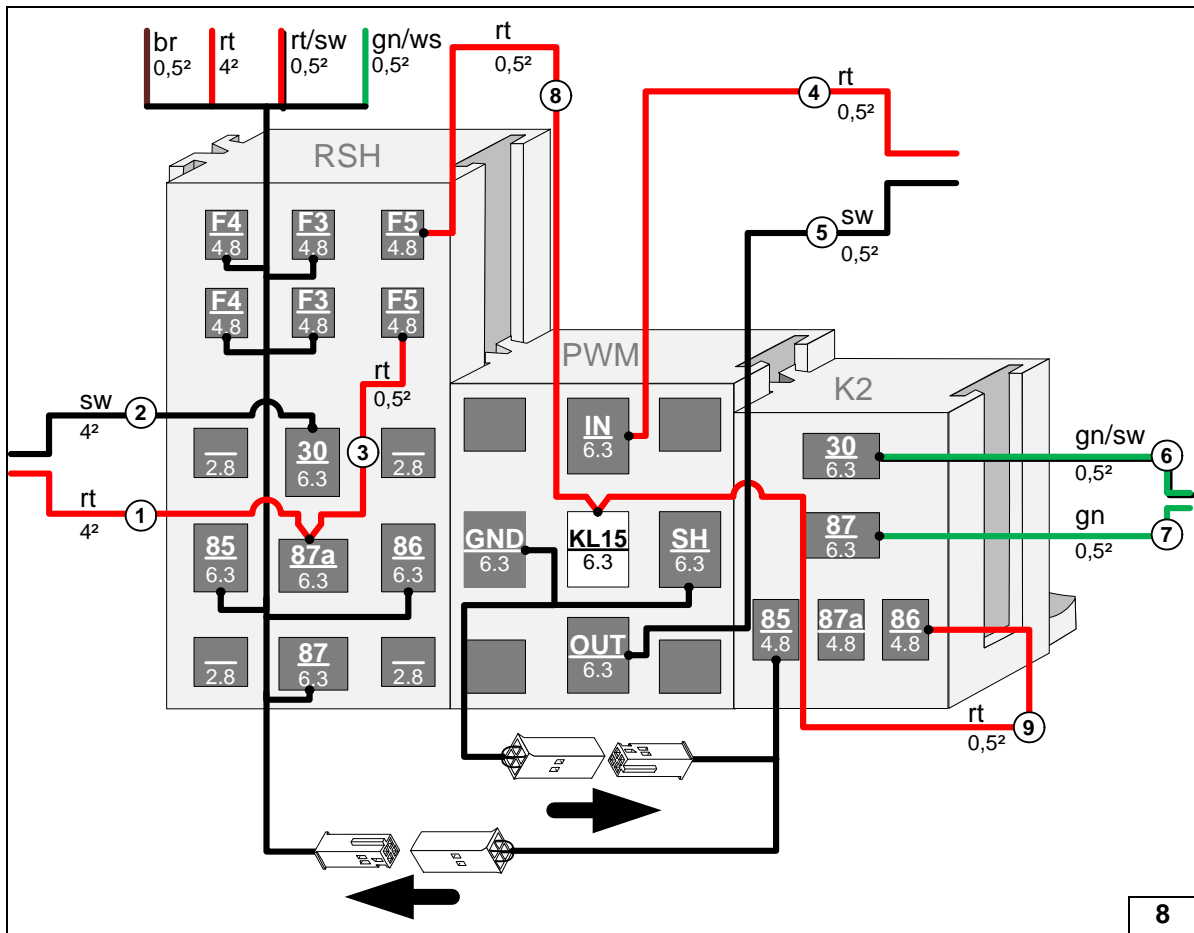 br
0,5²
rt
4²
rt/sw
0,5²
gn/ws
0,5²
rt
0,5²
8
4
rt
0,5²
RSH
F4
4.8
F3
4.8
F5
4.8
sw
5
0,5²
F4
4.8
F3
4.8
F5
4.8
PWM
K2
rt
0,5²
sw
2
4²
30
6.3
2.8
2.8
3
IN
6.3
30
6.3
gn/sw
6
0,5²
rt
1
4²
85
6.3
87a
6.3
86
6.3
GND
6.3
KL15
6.3
SH
6.3
87
6.3
gn
7
0,5²
2.8
87
6.3
2.8
OUT
6.3
85
4.8
87a
4.8
86
4.8
rt
9
0,5²
8